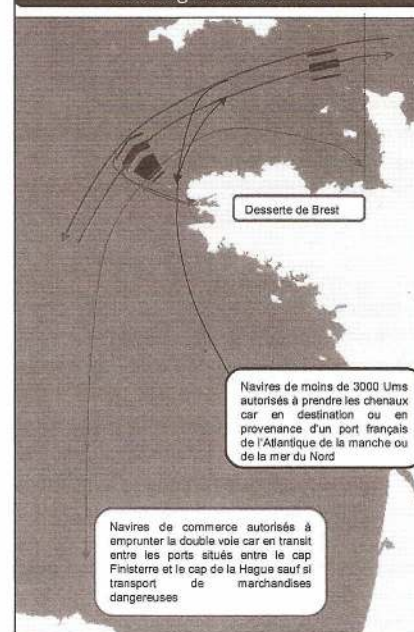 Desserte de Brest
Navires de moins de 3000 Ums
autorisés à prendre les chenaux
car en destination ou en
provenance d'un port français
de l'Atlantique de la manche ou
de la mer du Nord
Navires de commerce autorisés à
emprunter la double voie car en transit
entre les ports situés entre le cap
Finisterre et le cap de la Hague sauf si
transport de marchandises
dangereuses